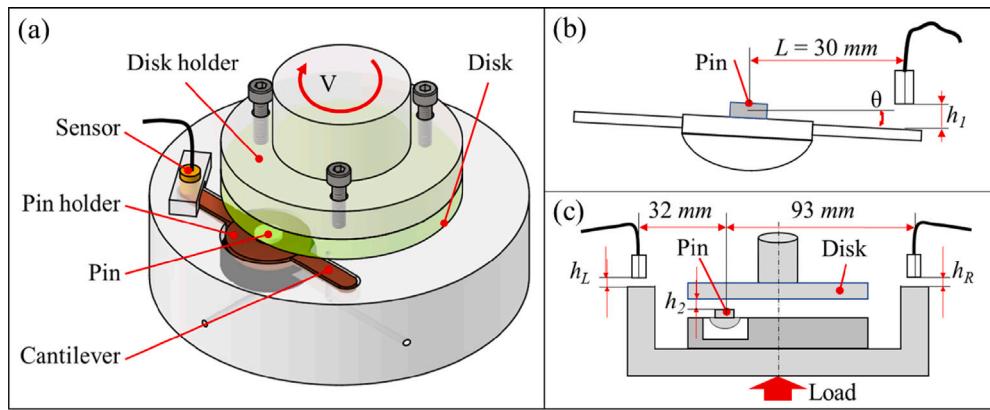 (a)
Disk holder
V
Disk
Sensor
Pin holder
Pin
Cantilever
(b)
L = 30 mm
Pin
θ
h1
(c)
32 mm
93 mm
Pin
Disk
hL
h2
hR
Load